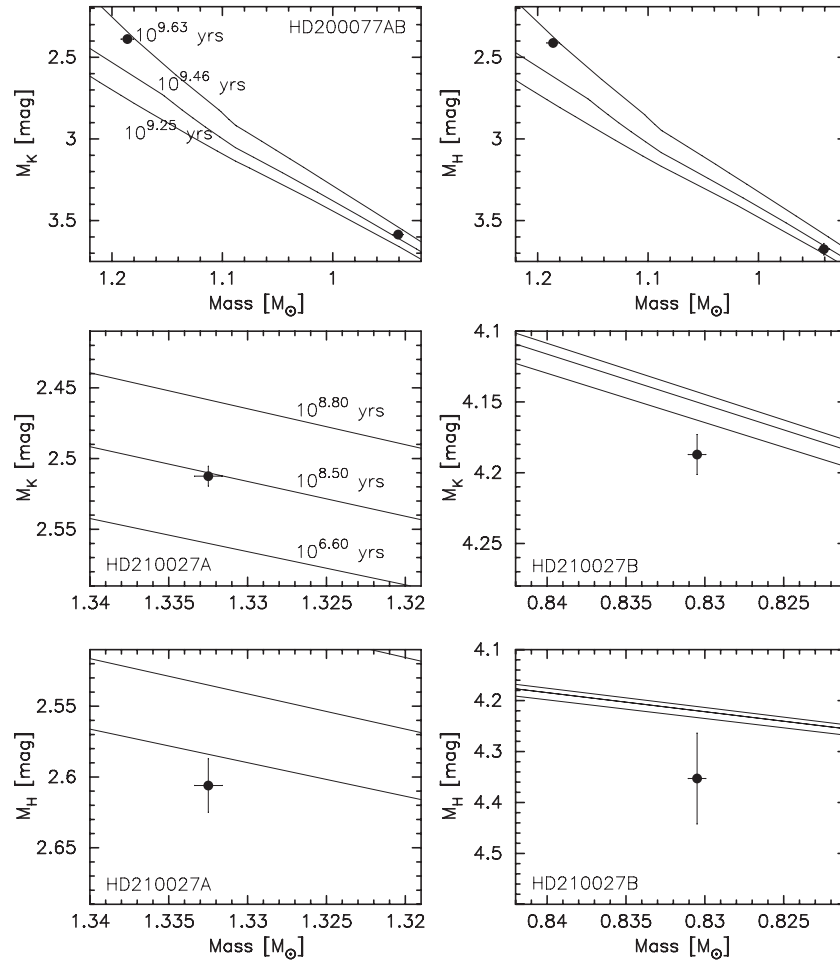 10^9.63 yrs
HD200077AB
10^9.46 yrs
10^9.25 yrs
2.5
3
3.5
M_K [mag]
1.2
1.1
1
Mass [M_⊙]
2.5
3
3.5
M_H [mag]
1.2
1.1
1
Mass [M_⊙]
2.45
2.5
2.55
M_K [mag]
10^8.80 yrs
10^8.50 yrs
10^6.60 yrs
HD210027A
1.34
1.335
1.33
1.325
1.32
4.1
4.15
4.2
4.25
M_K [mag]
HD210027B
0.84
0.835
0.83
0.825
2.55
2.6
2.65
M_H [mag]
HD210027A
1.34
1.335
1.33
1.325
1.32
Mass [M_⊙]
4.1
4.2
4.3
4.4
4.5
M_H [mag]
HD210027B
0.84
0.835
0.83
0.825
Mass [M_⊙]